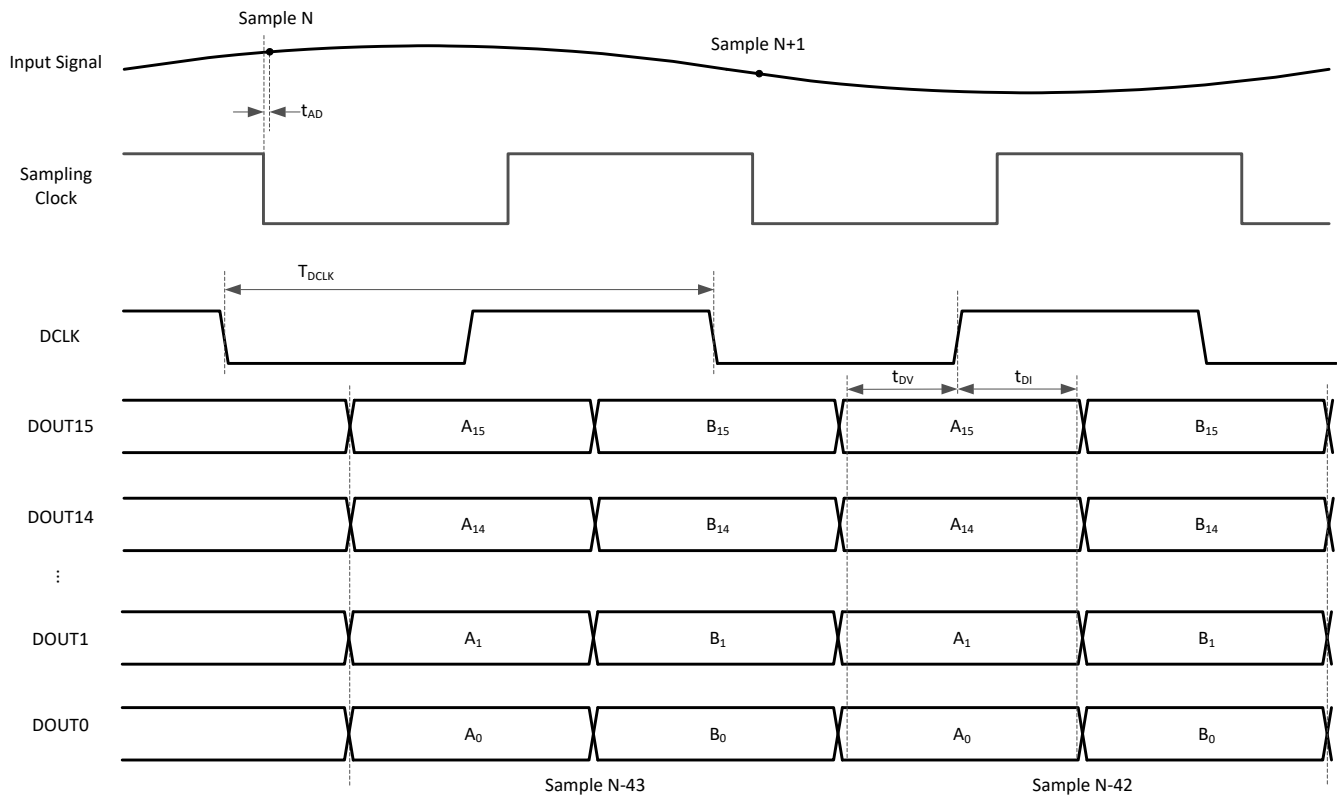 Sample N
Sample N+1
Input Signal
tAD
Sampling
Clock
TDCLK
DCLK
tDV
tDI
DOUT15
A15
B15
A15
B15
DOUT14
A14
B14
A14
B14
...
DOUT1
A1
B1
A1
B1
DOUT0
A0
B0
A0
B0
Sample N-43
Sample N-42